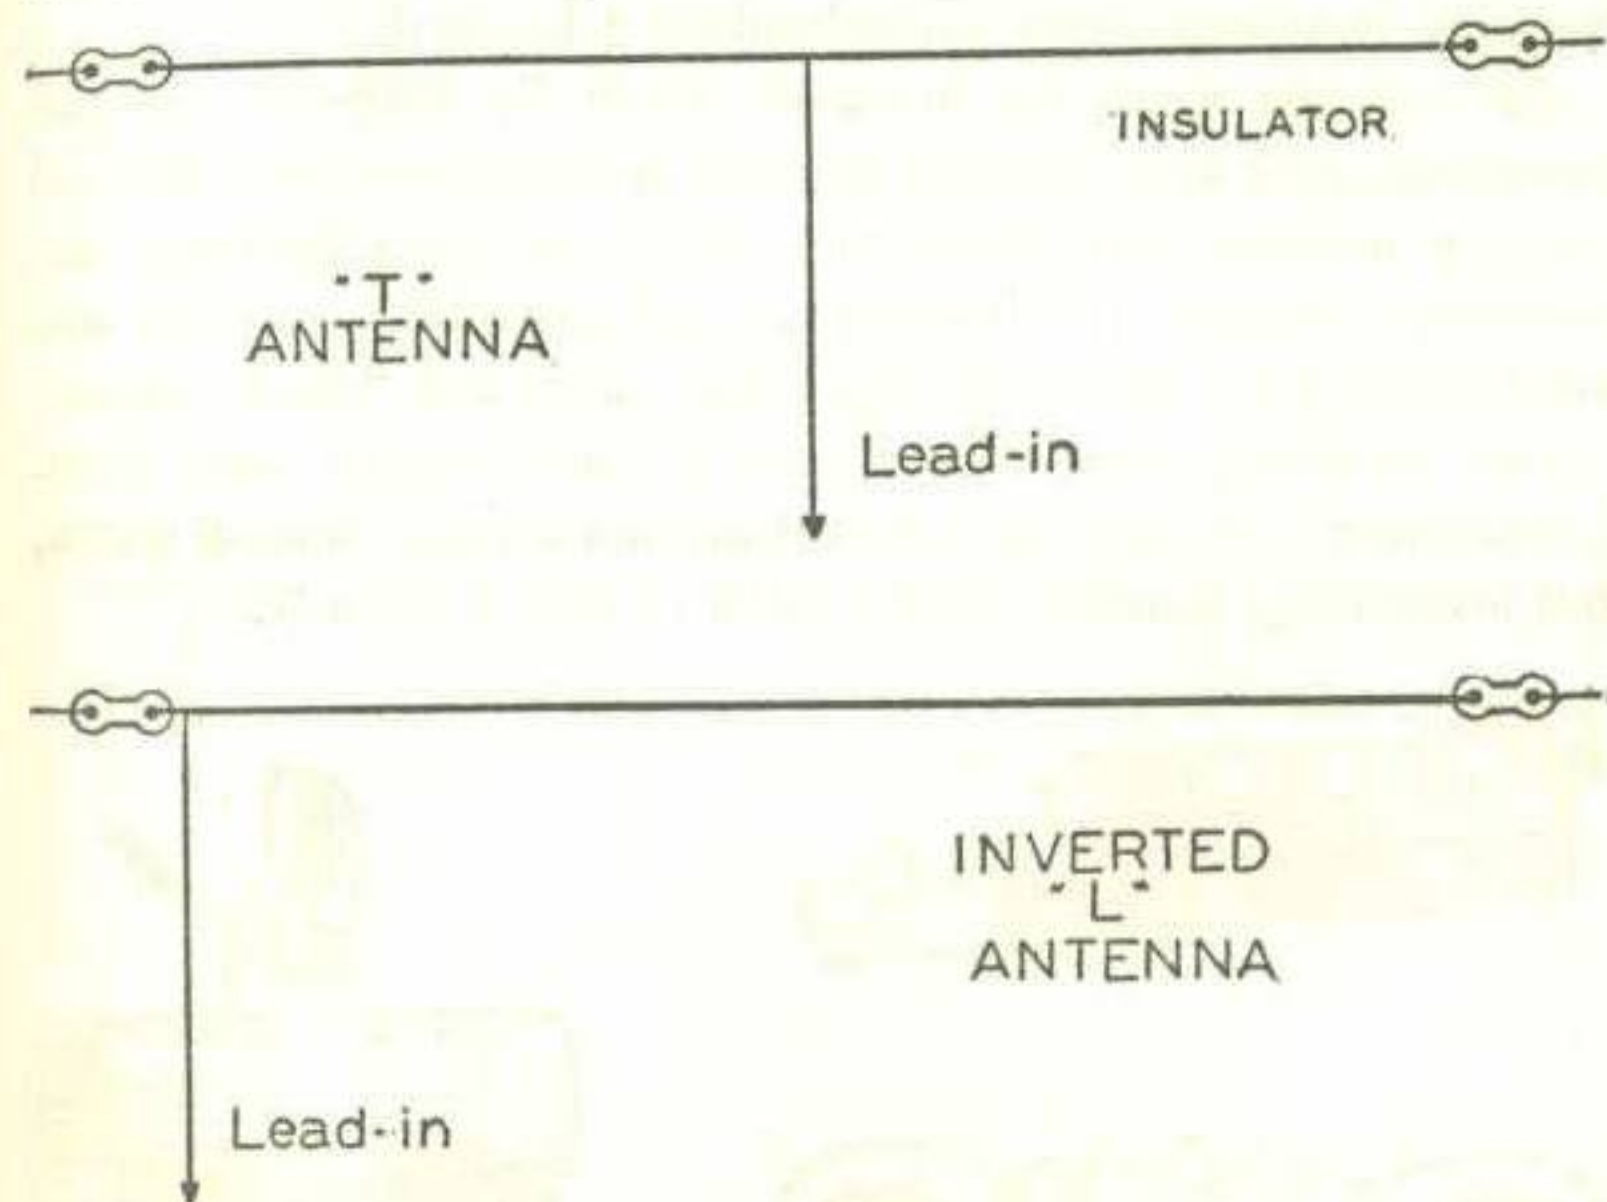 INSULATOR
"T"
ANTENNA
Lead-in
INVERTED
"L"
ANTENNA
Lead-in